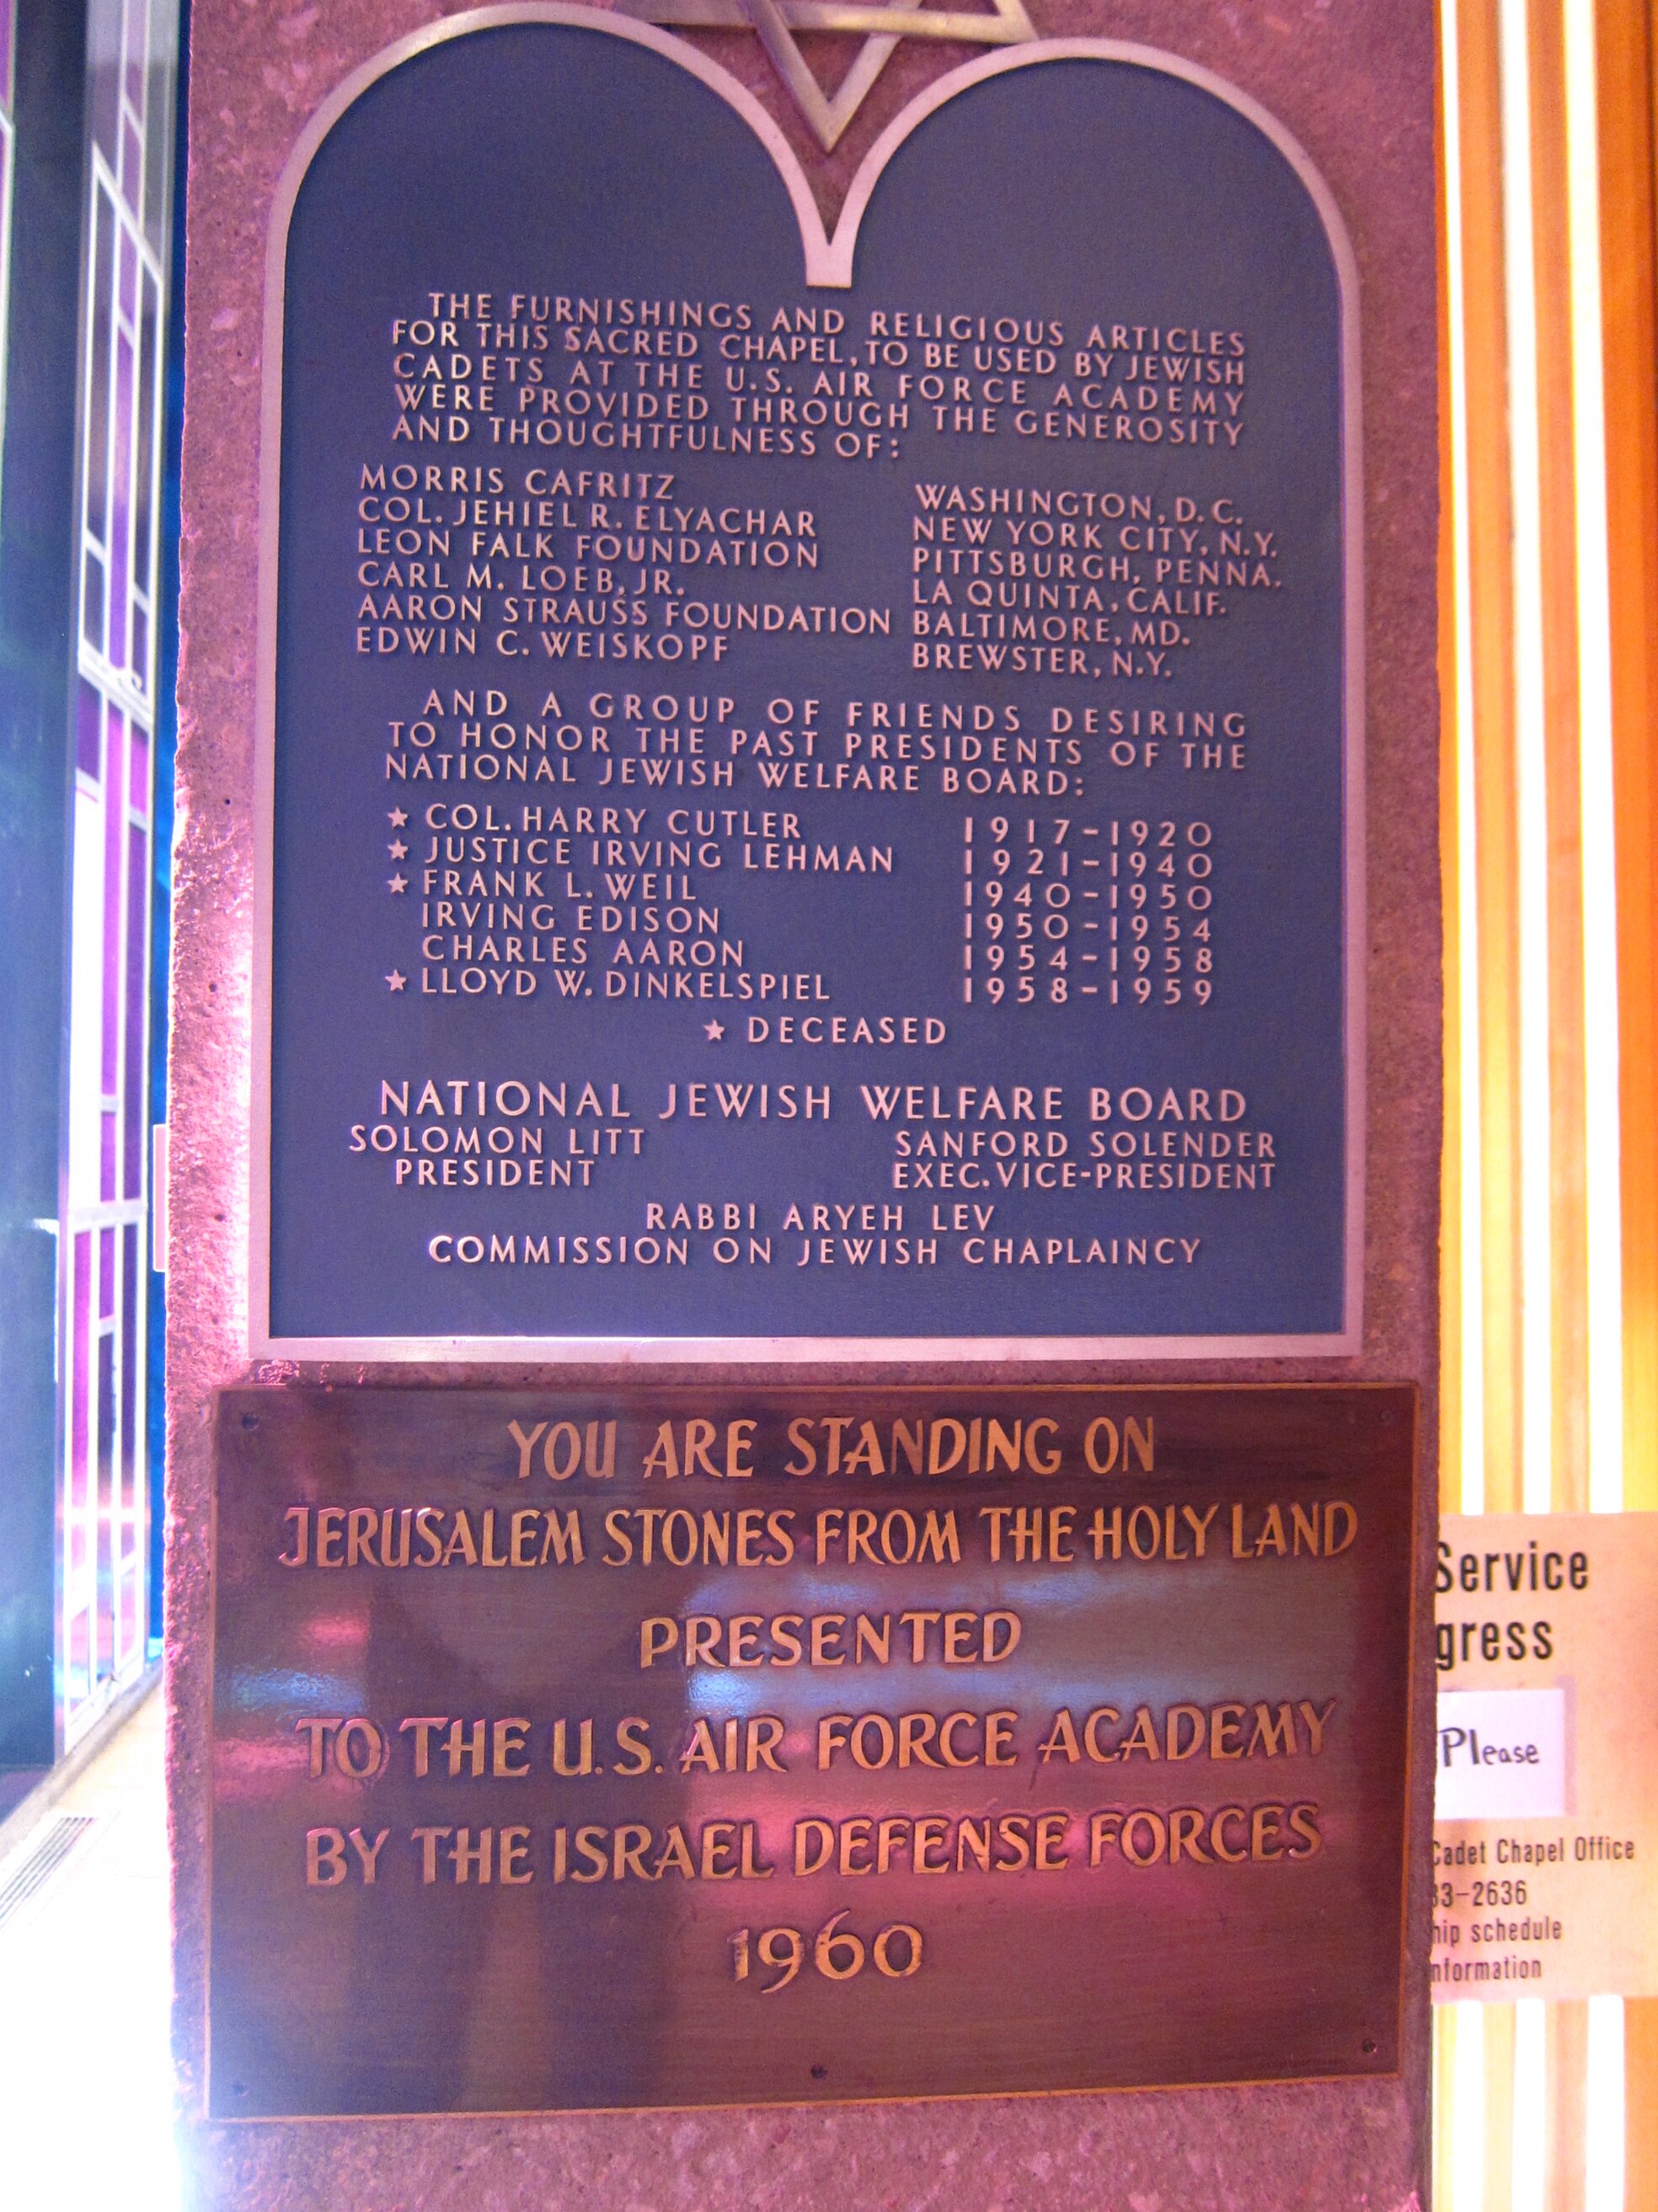 THE FURNISHINGS AND RELIGIOUS ARTICLES
FOR THIS SACRED CHAPEL, TO BE USED BY JEWISH
CADETS AT THE U.S. AIR FORCE ACADEMY
WERE PROVIDED THROUGH THE GENEROSITY
AND THOUGHTFULNESS OF:
MORRIS CAFRITZ WASHINGTON, D.C.
COL. JEHIEL R. ELYACHAR NEW YORK CITY, N.Y.
LEON FALK FOUNDATION PITTSBURGH, PENNA.
CARL M. LOEB, JR. LA QUINTA, CALIF.
AARON STRAUSS FOUNDATION BALTIMORE, MD.
EDWIN C. WEISKOPF BREWSTER, N.Y.
AND A GROUP OF FRIENDS DESIRING
TO HONOR THE PAST PRESIDENTS OF THE
NATIONAL JEWISH WELFARE BOARD:
★ COL. HARRY CUTLER 1917-1920
★ JUSTICE IRVING LEHMAN 1921-1940
★ FRANK L. WEIL 1940-1950
IRVING EDISON 1950-1954
CHARLES AARON 1954-1958
★ LLOYD W. DINKELSPIEL 1958-1959
★ DECEASED
NATIONAL JEWISH WELFARE BOARD
SOLOMON LITT SANFORD SOLENDER
PRESIDENT EXEC. VICE-PRESIDENT
RABBI ARYEH LEV
COMMISSION ON JEWISH CHAPLAINCY
YOU ARE STANDING ON
JERUSALEM STONES FROM THE HOLY LAND
PRESENTED
TO THE U.S. AIR FORCE ACADEMY
BY THE ISRAEL DEFENSE FORCES
1960
Service
gress
Please
Cadet Chapel Office
33-2636
hip schedule
nformation